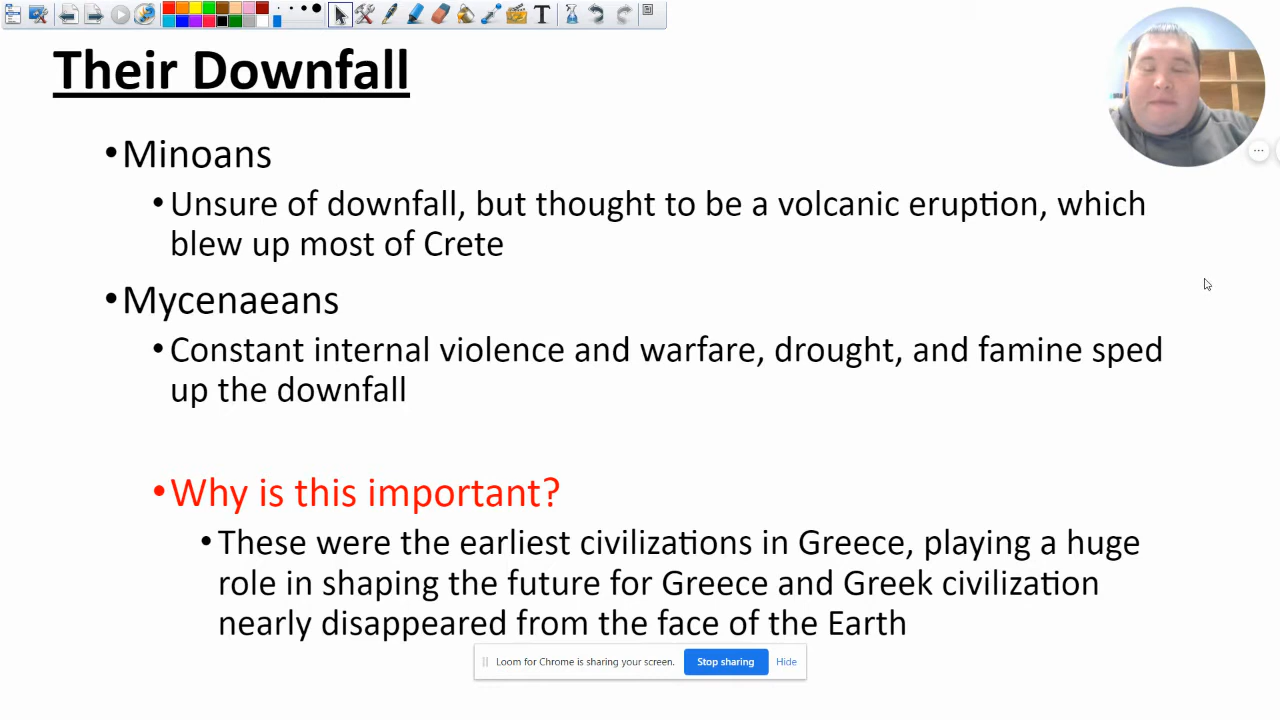 Their Downfall
•Minoans
•Unsure of downfall, but thought to be a volcanic eruption, which
blew up most of Crete
•Mycenaeans
•Constant internal violence and warfare, drought, and famine sped
up the downfall
•Why is this important?
•These were the earliest civilizations in Greece, playing a huge
role in shaping the future for Greece and Greek civilization
nearly disappeared from the face of the Earth
Loom for Chrome is sharing your screen. Stop sharing Hide